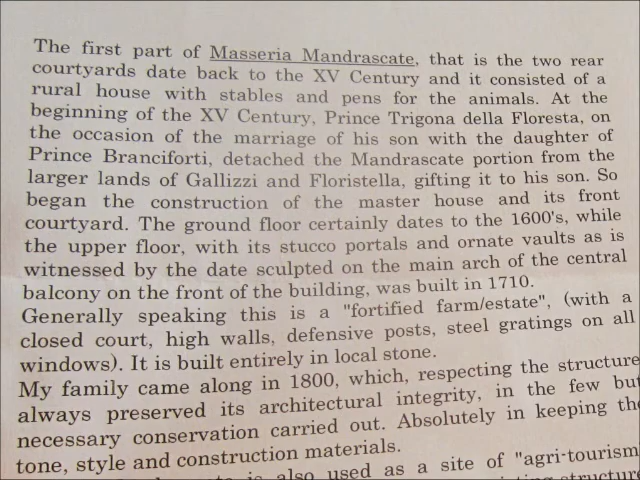 The first part of Masseria Mandrascate, that is the two rear
courtyards date back to the XV Century and it consisted of a
rural house with stables and pens for the animals. At the
beginning of the XV Century, Prince Trigona della Floresta, on
the occasion of the marriage of his son with the daughter of
Prince Branciforti, detached the Mandrascate portion from the
larger lands of Gallizzi and Floristella, gifting it to his son. So
began the construction of the master house and its front
courtyard. The ground floor certainly dates to the 1600's, while
the upper floor, with its stucco portals and ornate vaults as is
witnessed by the date sculpted on the main arch of the central
balcony on the front of the building, was built in 1710.
Generally speaking this is a "fortified farm/estate", (with a
closed court, high walls, defensive posts, steel gratings on all
windows). It is built entirely in local stone.
My family came along in 1800, which, respecting the structure
always preserved its architectural integrity, in the few but
necessary conservation carried out. Absolutely in keeping the
tone, style and construction materials.
is also used as a site of "agri-tourism
structure